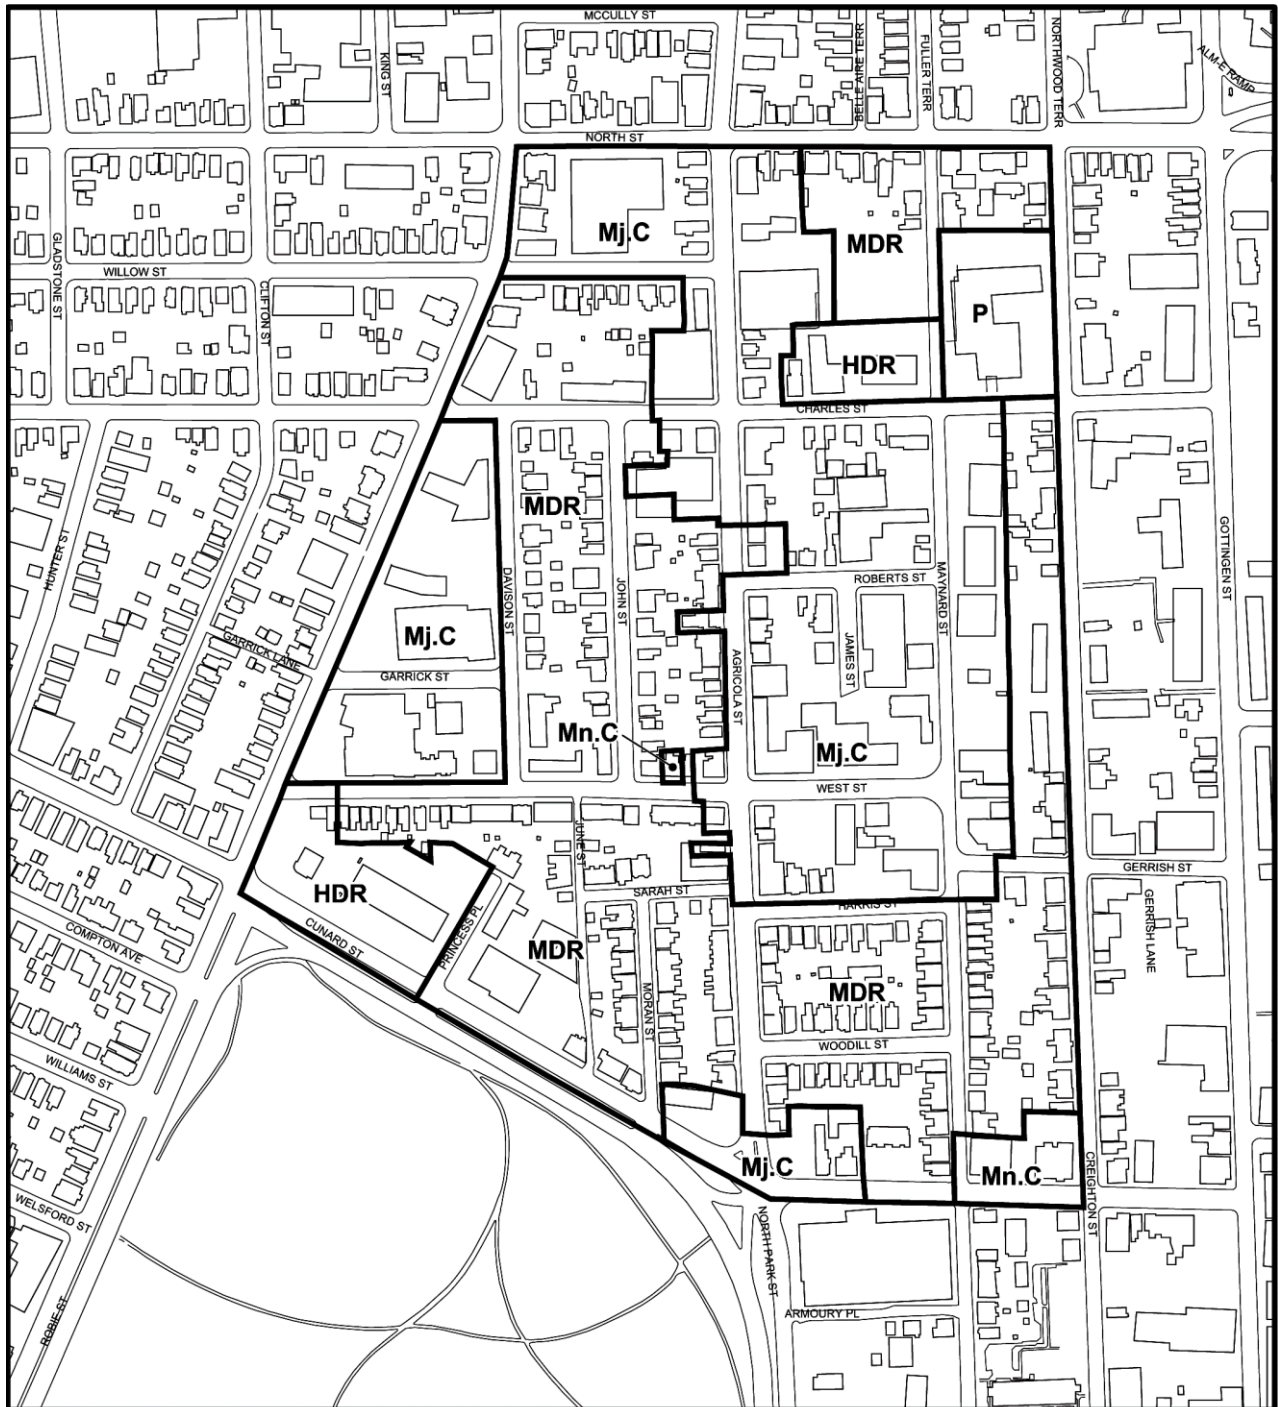 MCCULLY ST
KING ST
BELLE AIRE TERR
FULLER TERR
NORTHWOOD TERR
ALM-E RAMP
NORTH ST
Mj.C
MDR
GLADSTONE ST
WILLOW ST
CLIFTON ST
P
HDR
CHARLES ST
MDR
HUNTER ST
GOTTINGEN ST
DAVISON ST
JOHN ST
ROBERTS ST
MAYNARD ST
GARRICK LANE
Mj.C
JAMES ST
AGRICOLA ST
GARRICK ST
Mn.C
Mj.C
WEST ST
JUNE ST
GERRISH ST
HDR
SARAH ST
HARRIS ST
GERRISH LANE
COMPTON AVE
CUNARD ST
PRINCESS PL
MDR
MDR
MORAN ST
WOODILL ST
WILLIAMS ST
Mj.C
Mn.C
CREIGHTON ST
WELSFORD ST
NORTH PARK ST
ROBIE ST
ARMOURY PL